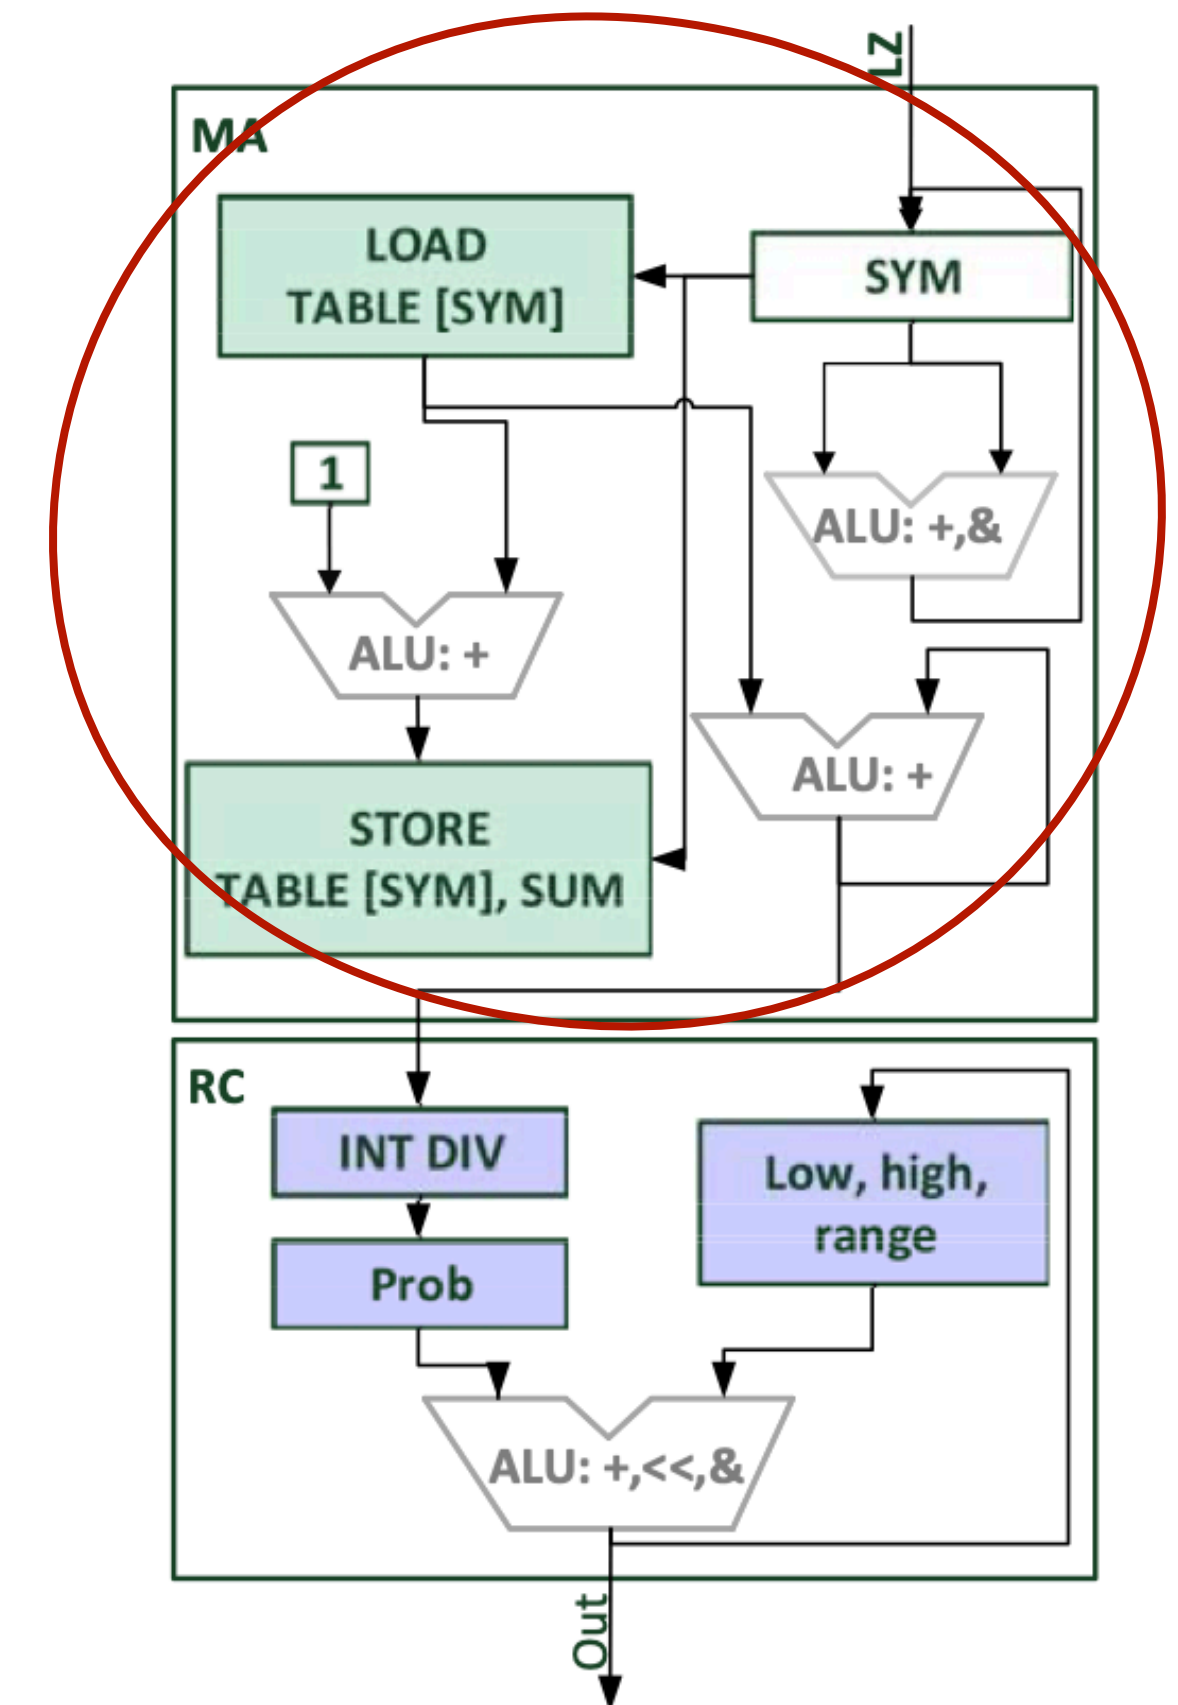 LZ
MA
LOAD
TABLE [SYM]
SYM
1
ALU: +,&
ALU: +
ALU: +
STORE
TABLE [SYM], SUM
RC
INT DIV
Low, high,
range
Prob
ALU: +,<<,&
Out